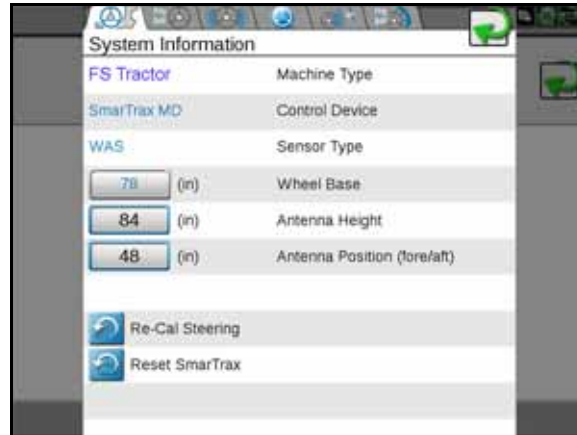 System Information
FS Tractor Machine Type
SmarTrax MD Control Device
WAS Sensor Type
78 (in) Wheel Base
84 (in) Antenna Height
48 (in) Antenna Position (fore/aft)
Re-Cal Steering
Reset SmarTrax